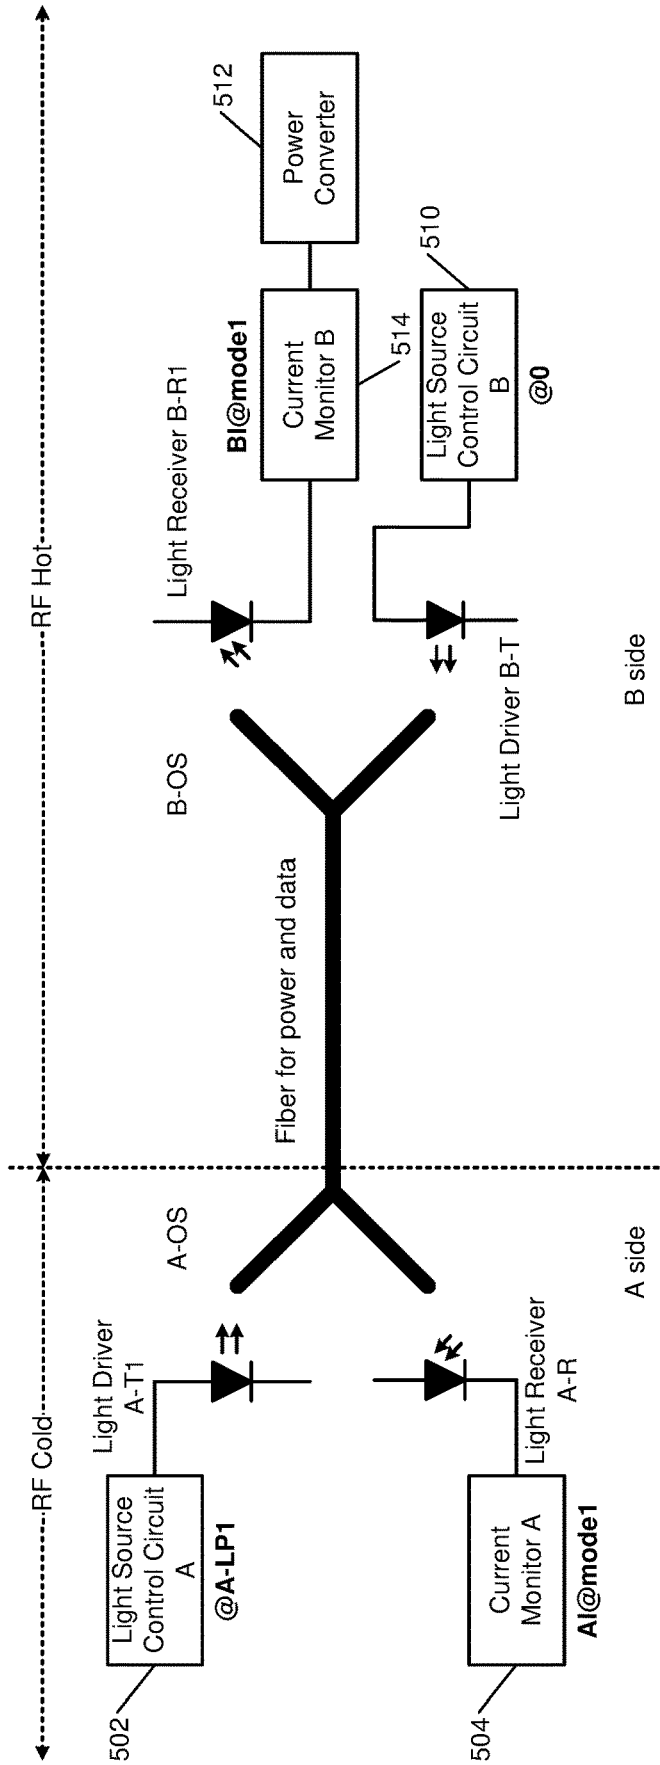 RF Cold
RF Hot
502
Light Source
Control Circuit
A
@A-LP1
Light Driver
A-T1
A-OS
504
Current
Monitor A
AI@mode1
Light Receiver
A-R
A side
Fiber for power and data
B-OS
Light Receiver B-R1
BI@mode1
Current
Monitor B
514
Power
Converter
512
Light Driver B-T
Light Source
Control Circuit
B
@0
510
B side